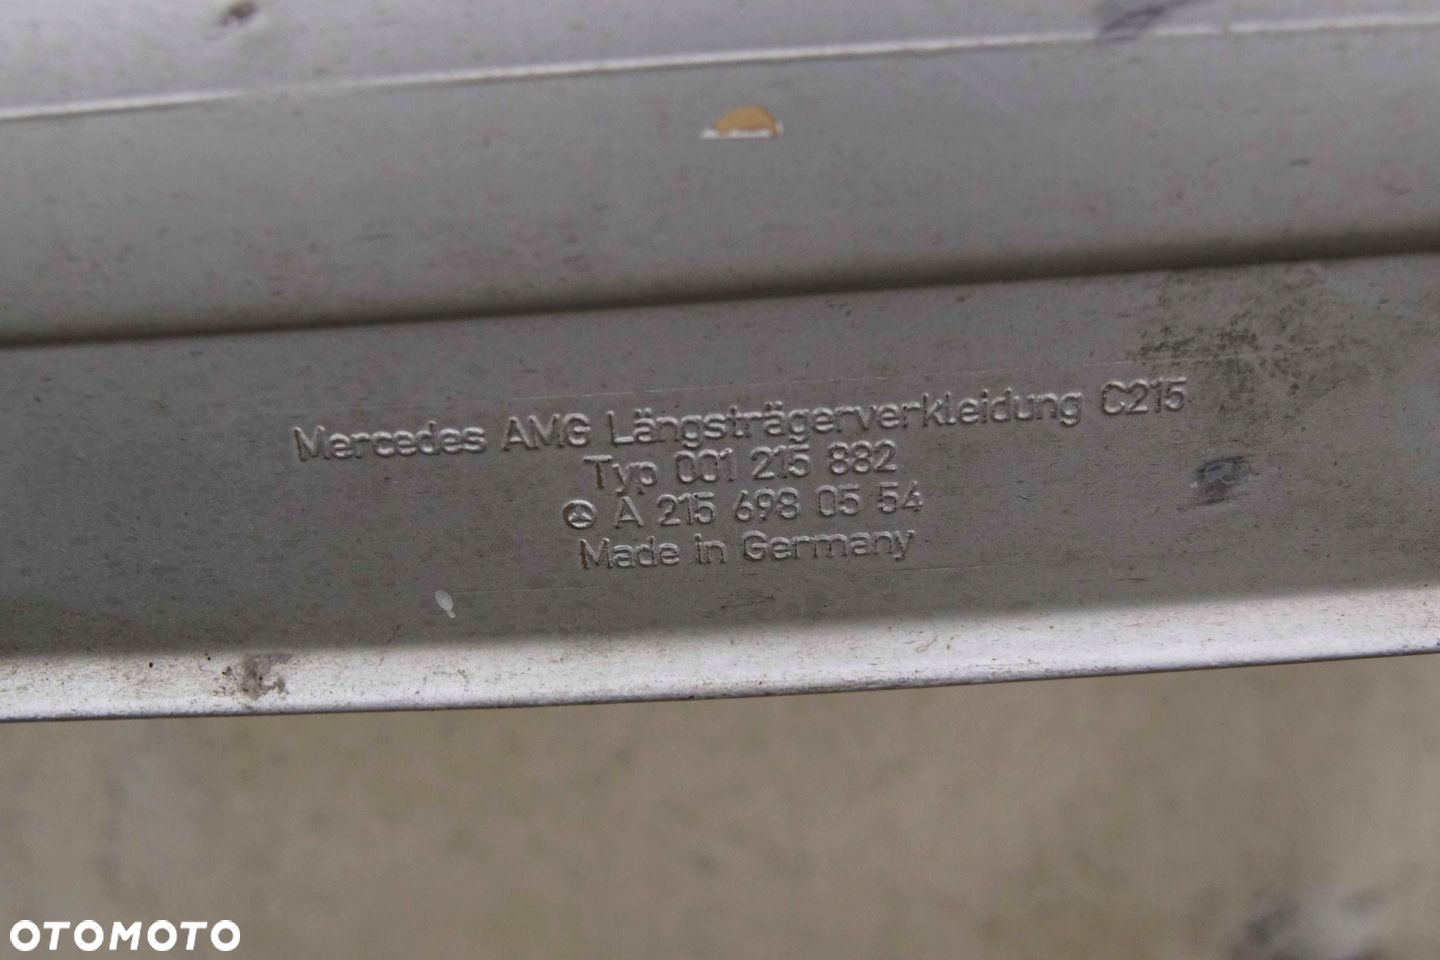 Mercedes AMG Längsträgerverkleidung C215
Typ 001 215 882
A 215 698 05 54
Made in Germany
OTOMOTO